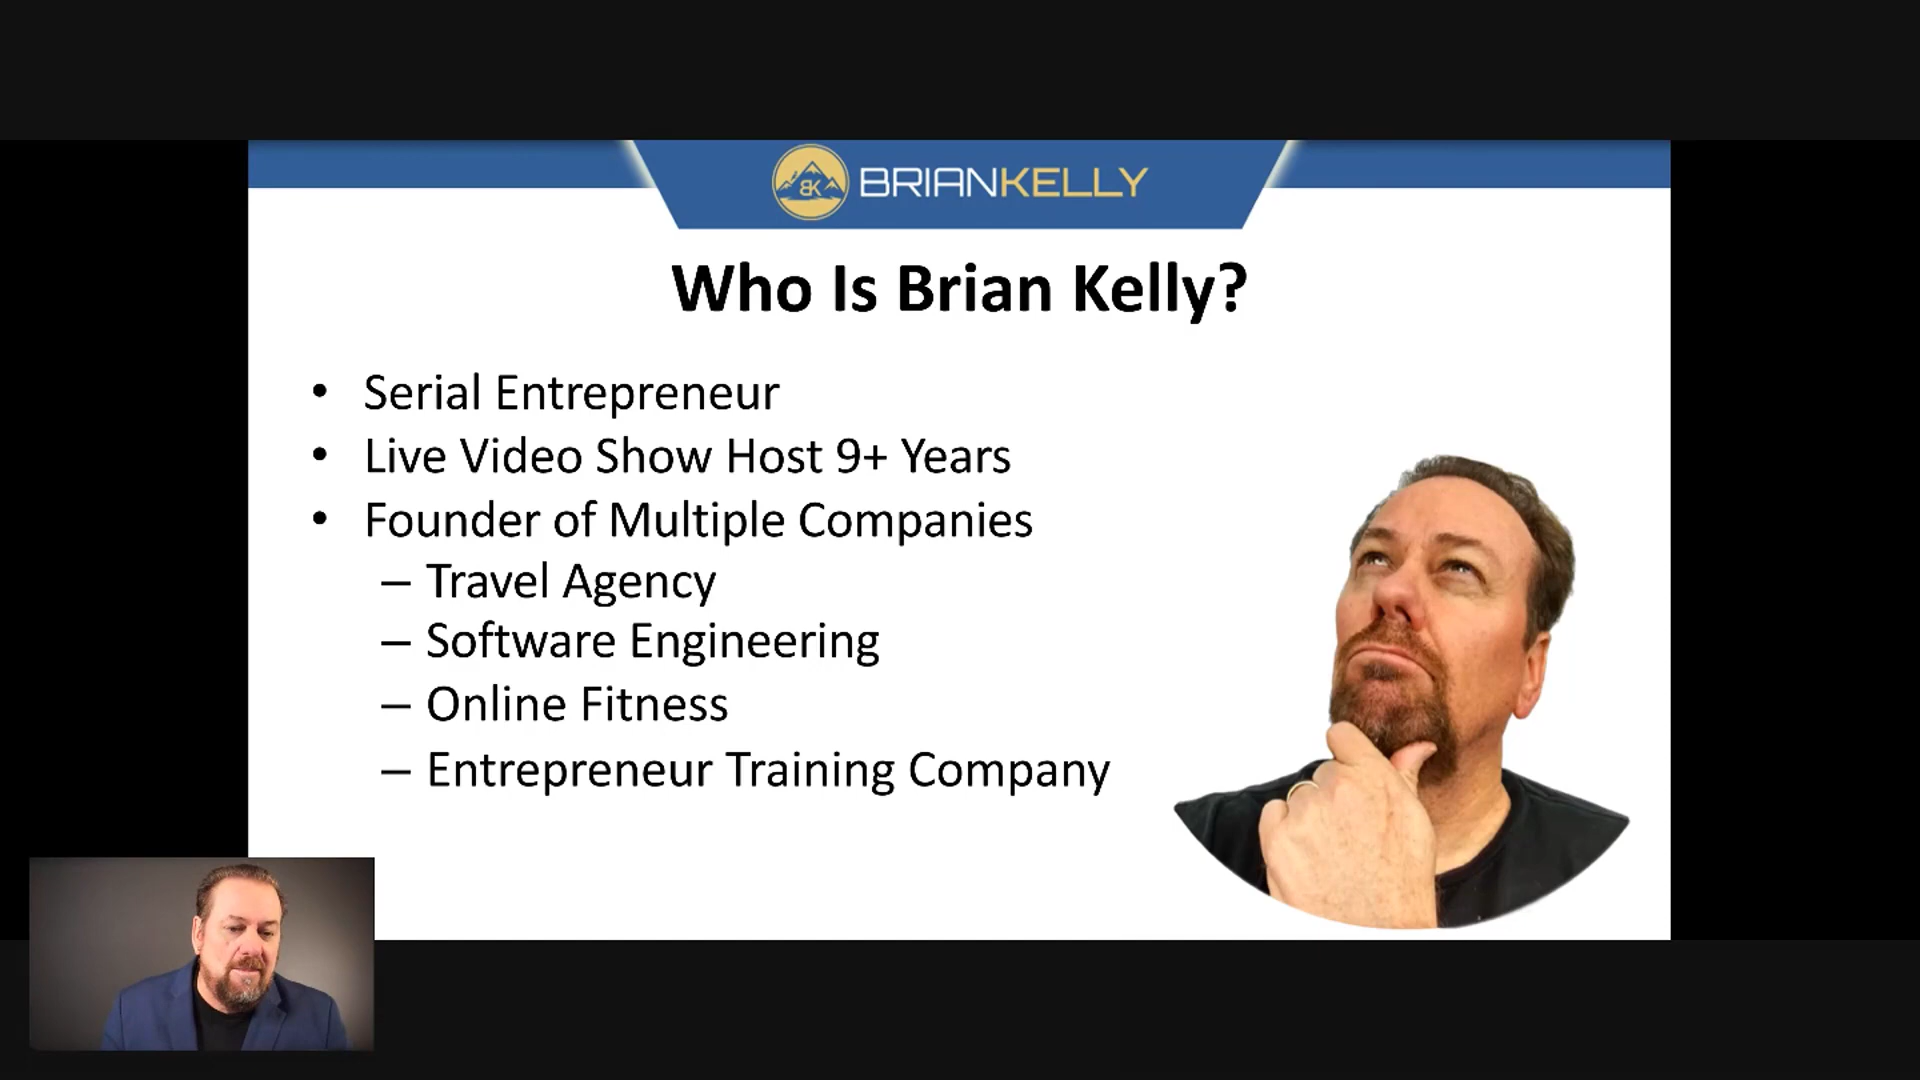 BK BRIANKELLY
Who Is Brian Kelly?
• Serial Entrepreneur
• Live Video Show Host 9+ Years
• Founder of Multiple Companies
– Travel Agency
– Software Engineering
– Online Fitness
– Entrepreneur Training Company